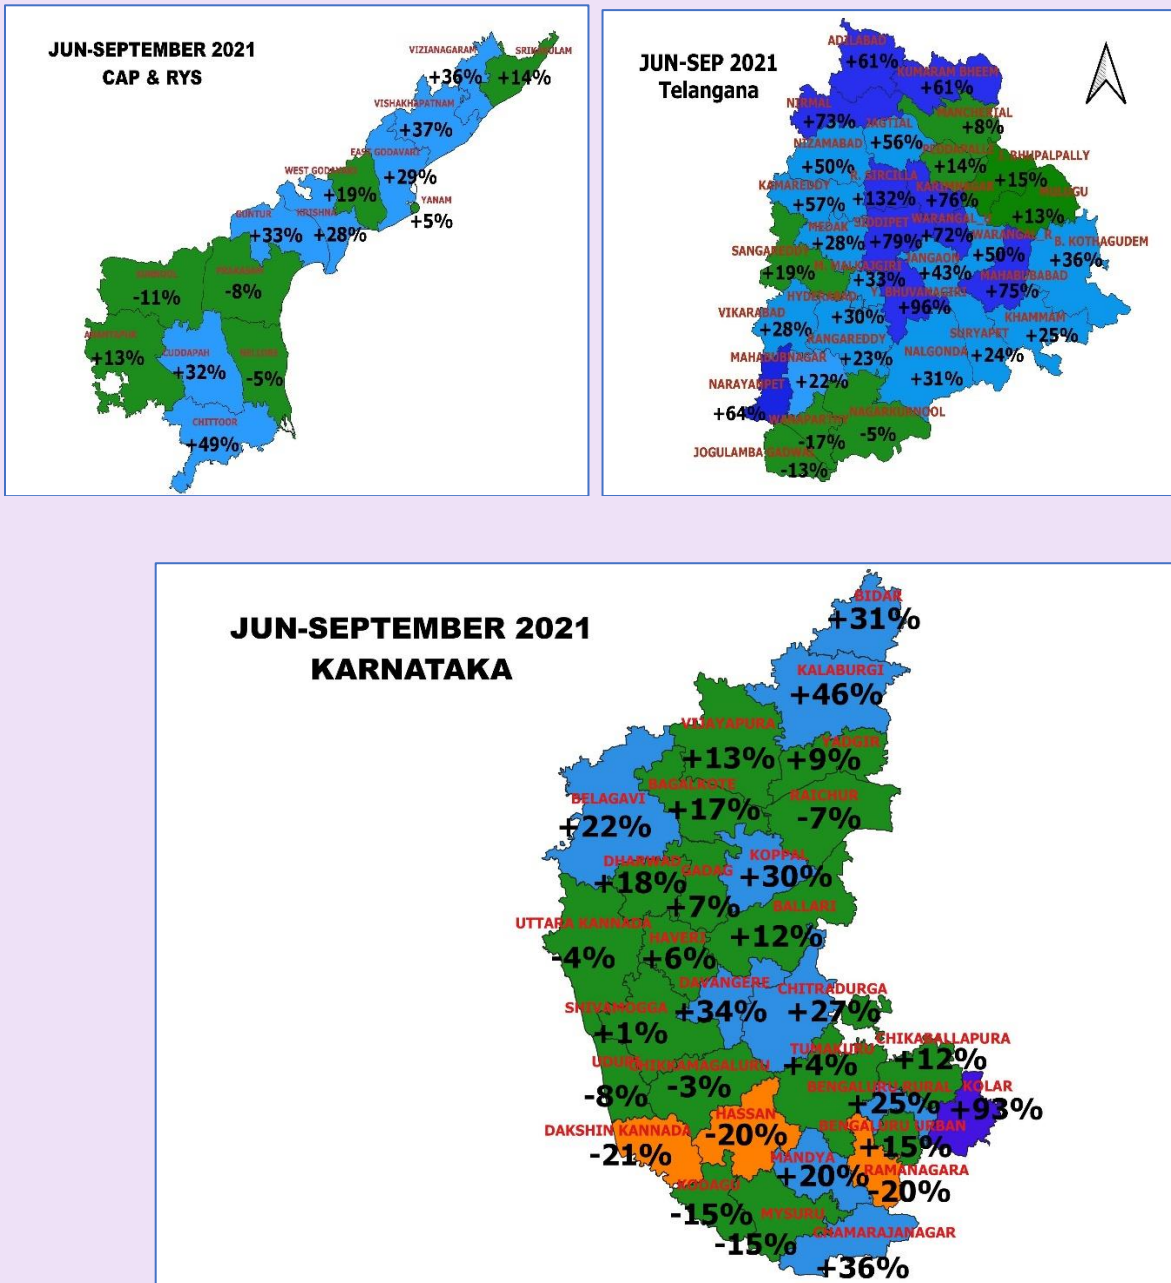 JUN-SEPTEMBER 2021
CAP & RYS
VIZIANAGARAM
+36%
SRIKAKULAM
+14%
VISHAKHAPATNAM
+37%
EAST GODAVARI
+29%
WEST GODAVARI
+19%
YANAM
+5%
GUNTUR
+33%
KRISHNA
+28%
KURNOOL
-11%
PRAKASAM
-8%
ANANTAPUR
+13%
CUDDAPAH
+32%
NELLORE
-5%
CHITTOOR
+49%
JUN-SEP 2021
Telangana
ADILABAD
+61%
KUMARAM BHEEM
+61%
NIRMAL
+73%
MANCHERIAL
+8%
JAGTIAL
+56%
NIZAMABAD
+50%
PEDDAPALLI
+14%
J. BHUPALPALLY
+15%
KAMAREDDY
+57%
R. SIRCILLA
+132%
KARIMNAGAR
+76%
MULUGU
+13%
MEDAK
+28%
SIDDIPET
+79%
WARANGAL_U
+72%
WARANGAL_R
+50%
B. KOTHAGUDEM
+36%
SANGAREDDY
+19%
M. MALKAJGIRI
+33%
JANGAON
+43%
MAHABUBABAD
+75%
HYDERABAD
+30%
Y. BHUVANAGIRI
+96%
VIKARABAD
+28%
KHAMMAM
+25%
RANGAREDDY
+23%
SURYAPET
+24%
MAHABUBNAGAR
+22%
NALGONDA
+31%
NARAYANPET
+64%
WANAPARTHY
-17%
NAGARKURNOOL
-5%
JOGULAMBA GADWAL
-13%
JUN-SEPTEMBER 2021
KARNATAKA
BIDAR
+31%
KALABURGI
+46%
VIJAYAPURA
+13%
YADGIR
+9%
BAGALKOTE
+17%
RAICHUR
-7%
BELAGAVI
+22%
KOPPAL
+30%
DHARWAD
+18%
GADAG
+7%
BALLARI
+12%
UTTARA KANNADA
-4%
HAVERI
+6%
DAVANGERE
+34%
CHITRADURGA
+27%
SHIVAMOGGA
+1%
CHIKABALLAPURA
+12%
TUMAKURU
+4%
UDUPI
-8%
CHIKKAMAGALURU
-3%
BENGALURU RURAL
+25%
KOLAR
+93%
HASSAN
-20%
DAKSHIN KANNADA
-21%
BENGALURU URBAN
+15%
MANDYA
+20%
RAMANAGARA
-20%
KODAGU
-15%
MYSURU
-15%
CHAMARAJANAGAR
+36%